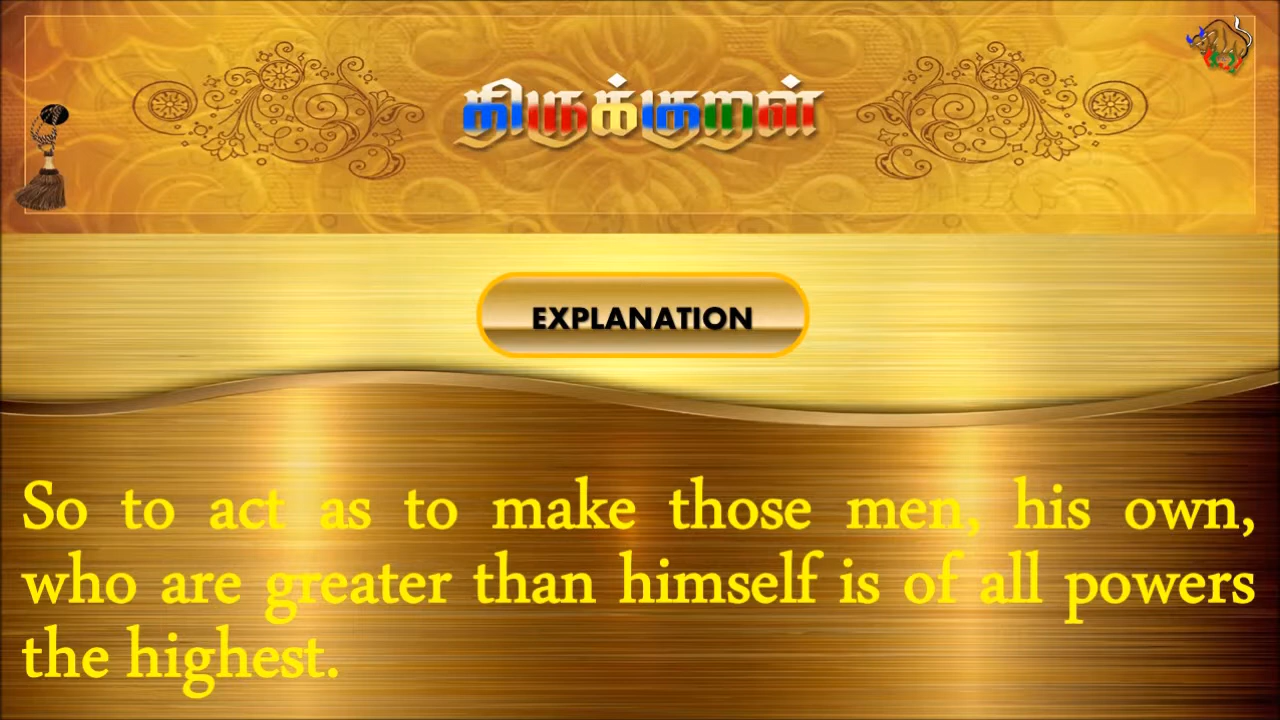 திருக்குறள்
EXPLANATION
So to act as to make those men, his own,
who are greater than himself is of all powers
the highest.